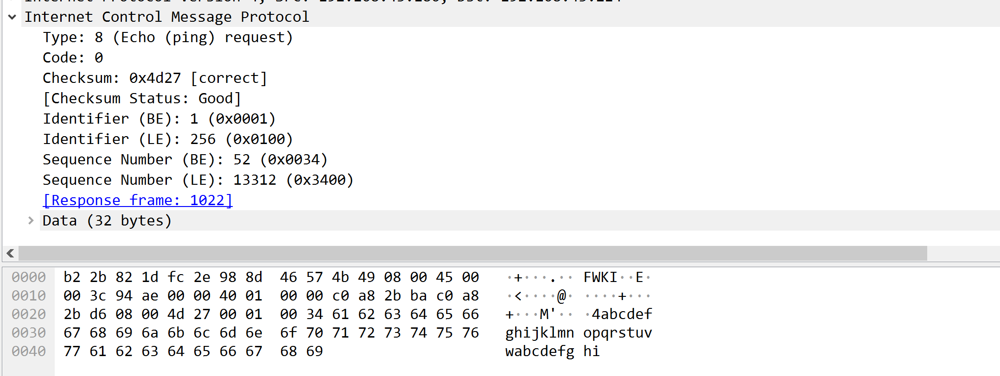 Internet Control Message Protocol
Type: 8 (Echo (ping) request)
Code: 0
Checksum: 0x4d27 [correct]
[Checksum Status: Good]
Identifier (BE): 1 (0x0001)
Identifier (LE): 256 (0x0100)
Sequence Number (BE): 52 (0x0034)
Sequence Number (LE): 13312 (0x3400)
[Response frame: 1022]
Data (32 bytes)
0000 b2 2b 82 1d fc 2e 98 8d 46 57 4b 49 08 00 45 00 ·+···.·· FWKI··E·
0010 00 3c 94 ae 00 00 40 01 00 00 c0 a8 2b ba c0 a8 ·<····@· ····+···
0020 2b d6 08 00 4d 27 00 01 00 34 61 62 63 64 65 66 +···M'·· ·4abcdef
0030 67 68 69 6a 6b 6c 6d 6e 6f 70 71 72 73 74 75 76 ghijklmn opqrstuv
0040 77 61 62 63 64 65 66 67 68 69 wabcdefg hi